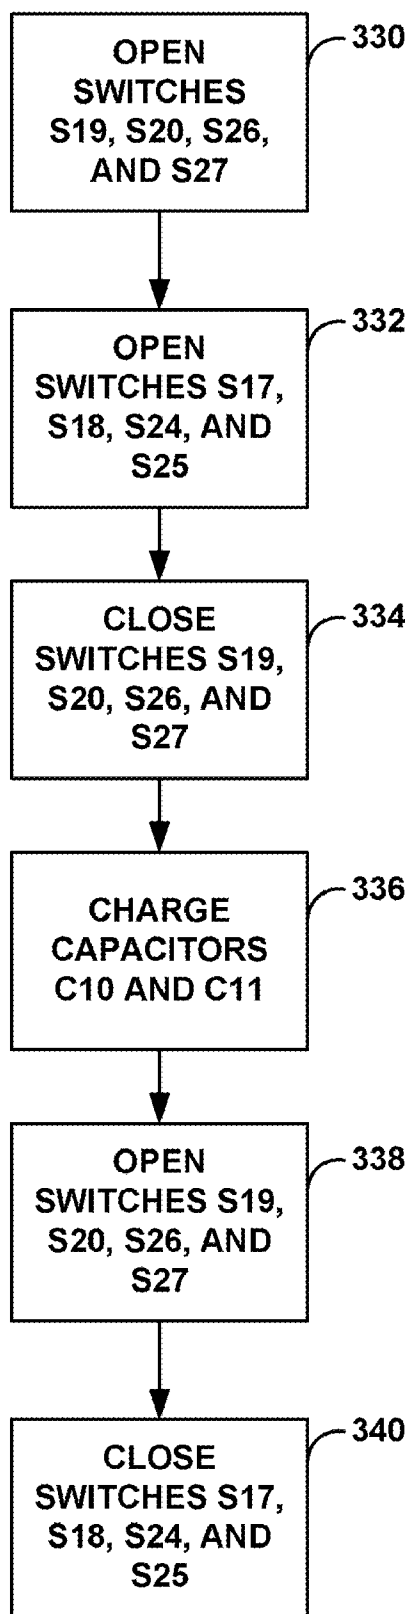 OPEN
SWITCHES
S19, S20, S26,
AND S27
330
OPEN
SWITCHES S17,
S18, S24, AND
S25
332
CLOSE
SWITCHES S19,
S20, S26, AND
S27
334
CHARGE
CAPACITORS
C10 AND C11
336
OPEN
SWITCHES S19,
S20, S26, AND
S27
338
CLOSE
SWITCHES S17,
S18, S24, AND
S25
340